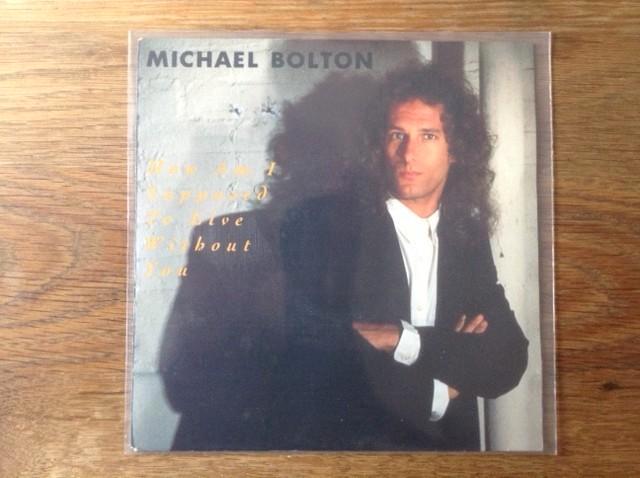 MICHAEL BOLTON
How Am I
Supposed
To Live
Without
You